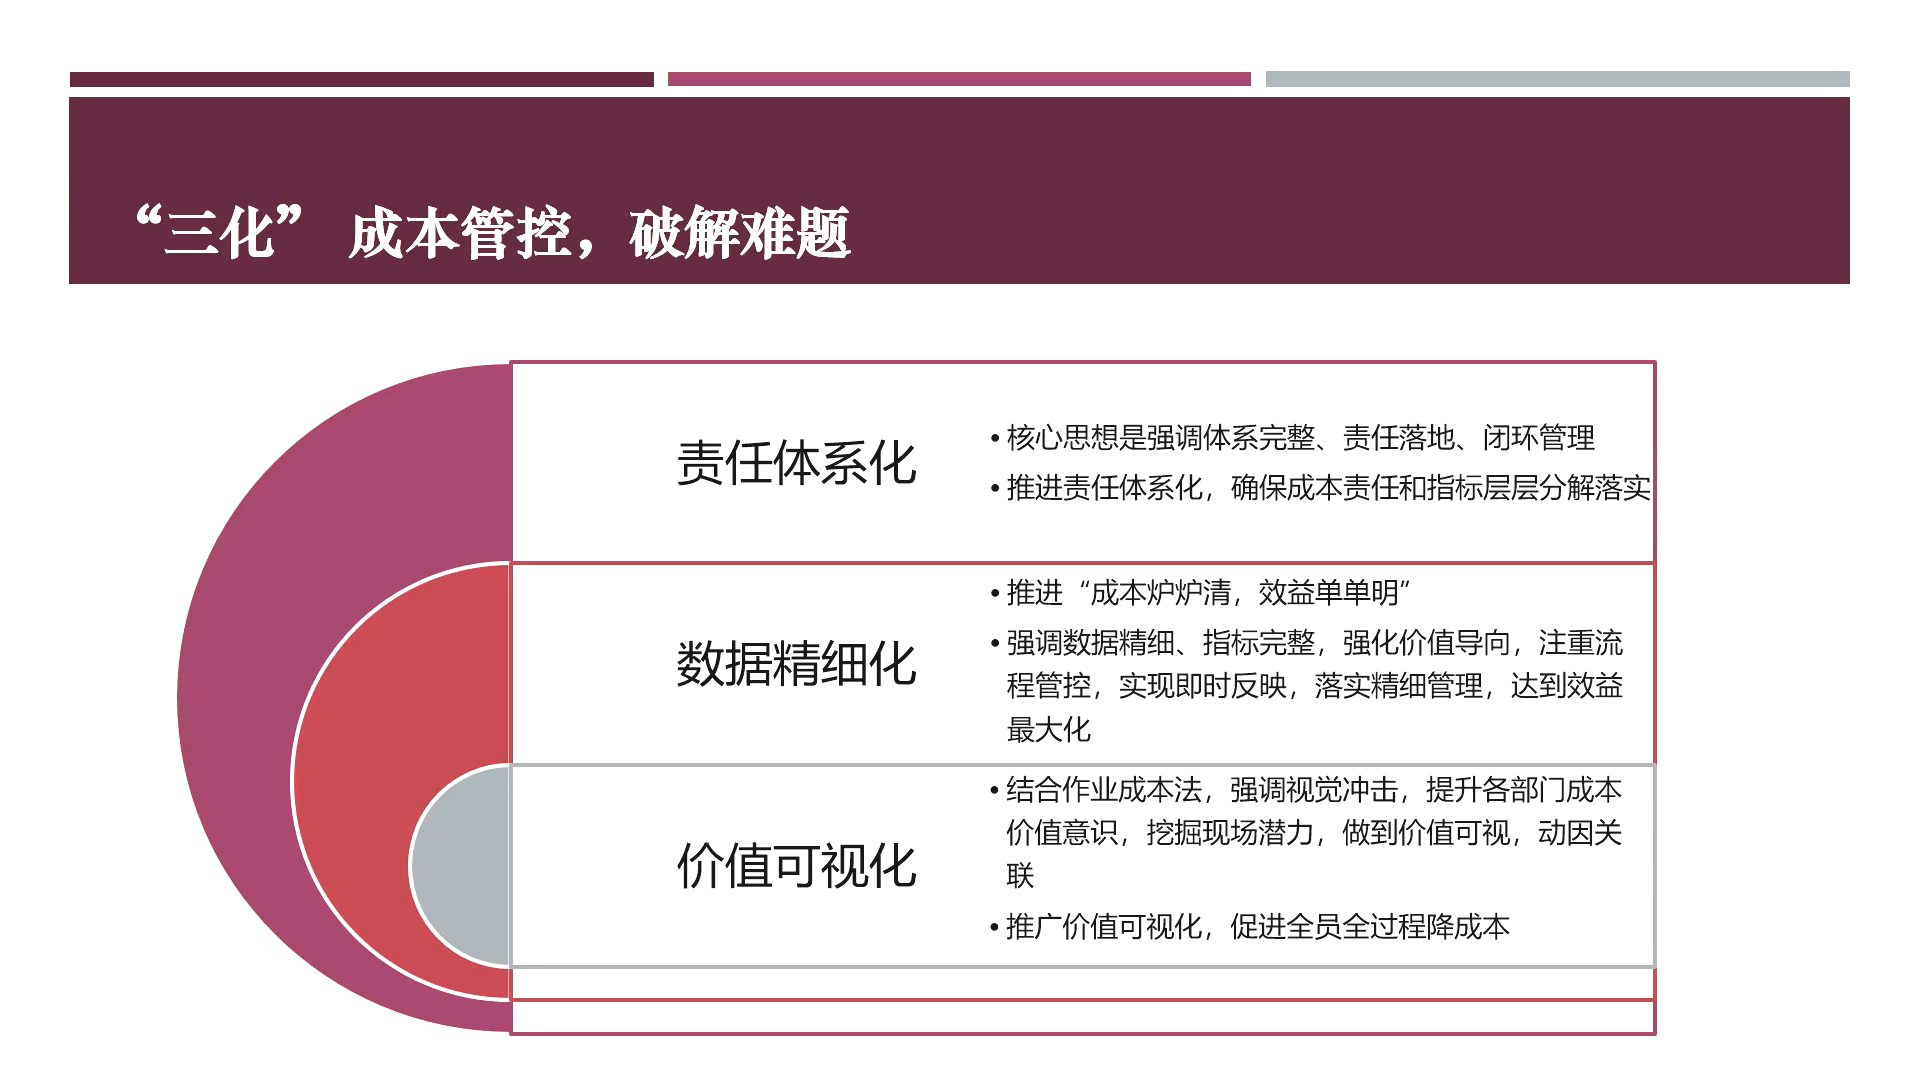 “三化” 成本管控，破解难题
责任体系化
• 核心思想是强调体系完整、责任落地、闭环管理
• 推进责任体系化，确保成本责任和指标层层分解落实
数据精细化
• 推进“成本炉炉清，效益单单明”
• 强调数据精细、指标完整，强化价值导向，注重流
程管控，实现即时反映，落实精细管理，达到效益
最大化
价值可视化
• 结合作业成本法，强调视觉冲击，提升各部门成本
价值意识，挖掘现场潜力，做到价值可视，动因关
联
• 推广价值可视化，促进全员全过程降成本